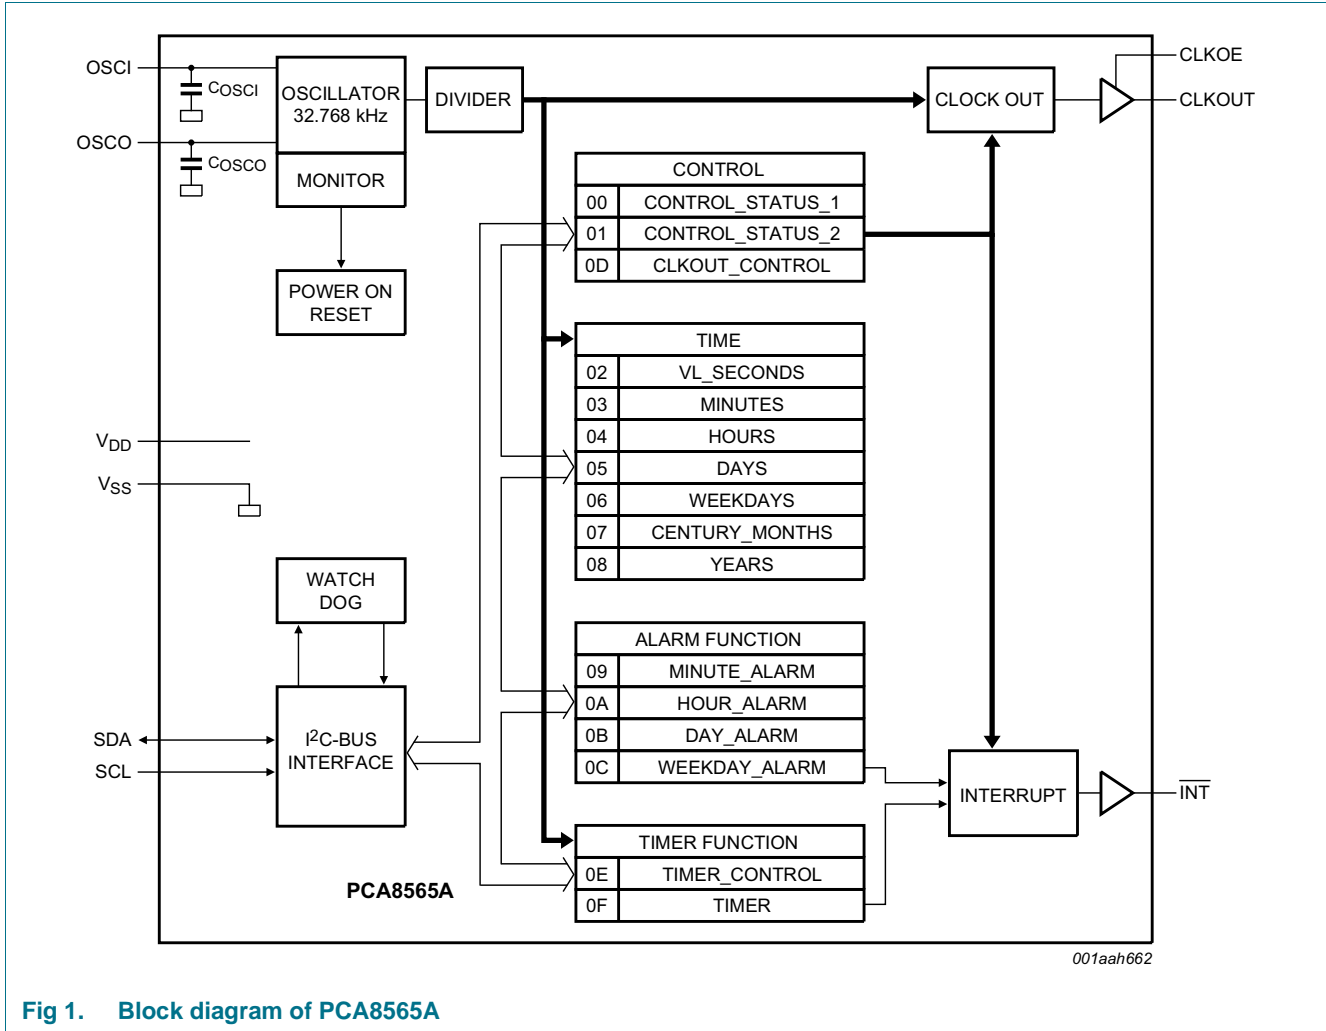 OSCI
COSCI
OSCO
COSCO
OSCILLATOR
32.768 kHz
MONITOR
DIVIDER
POWER ON
RESET
CLOCK OUT
CLKOE
CLKOUT
CONTROL
00 CONTROL_STATUS_1
01 CONTROL_STATUS_2
0D CLKOUT_CONTROL
TIME
02 VL_SECONDS
03 MINUTES
04 HOURS
05 DAYS
06 WEEKDAYS
07 CENTURY_MONTHS
08 YEARS
VDD
VSS
WATCH
DOG
SDA
SCL
I2C-BUS
INTERFACE
ALARM FUNCTION
09 MINUTE_ALARM
0A HOUR_ALARM
0B DAY_ALARM
0C WEEKDAY_ALARM
INTERRUPT
INT
TIMER FUNCTION
0E TIMER_CONTROL
0F TIMER
PCA8565A
001aah662
Fig 1. Block diagram of PCA8565A